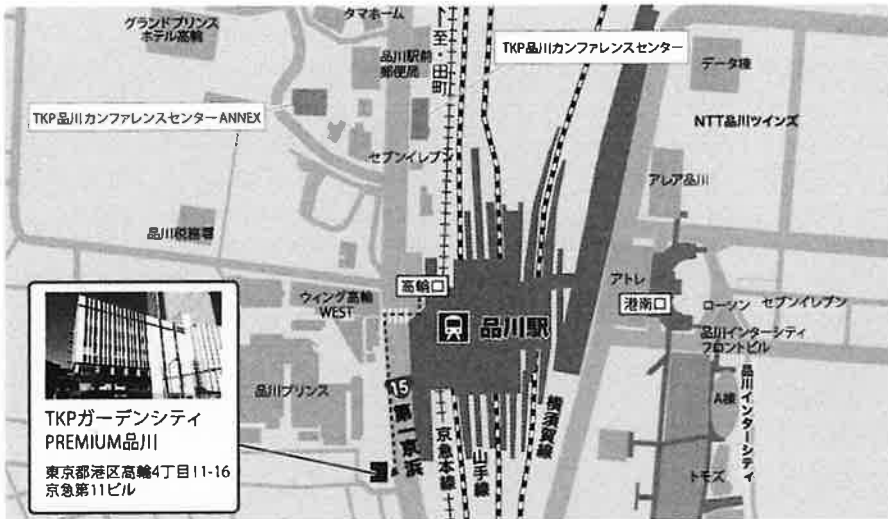 グランドプリンス
ホテル高輪
タマホーム
至・田町
品川駅前
郵便局
TKP品川カンファレンスセンター
データ棟
TKP品川カンファレンスセンターANNEX
NTT品川ツインズ
セブンイレブン
アレア品川
品川税務署
高輪口
アトレ
港南口
ローソン
セブンイレブン
ウィング高輪
WEST
品川駅
品川インターシティ
フロントビル
品川プリンス
15
第一京浜
京急本線
山手線
横須賀線
A棟
品川インターシティ
トモズ
TKPガーデンシティ
PREMIUM品川
東京都港区高輪4丁目11-16
京急第11ビル